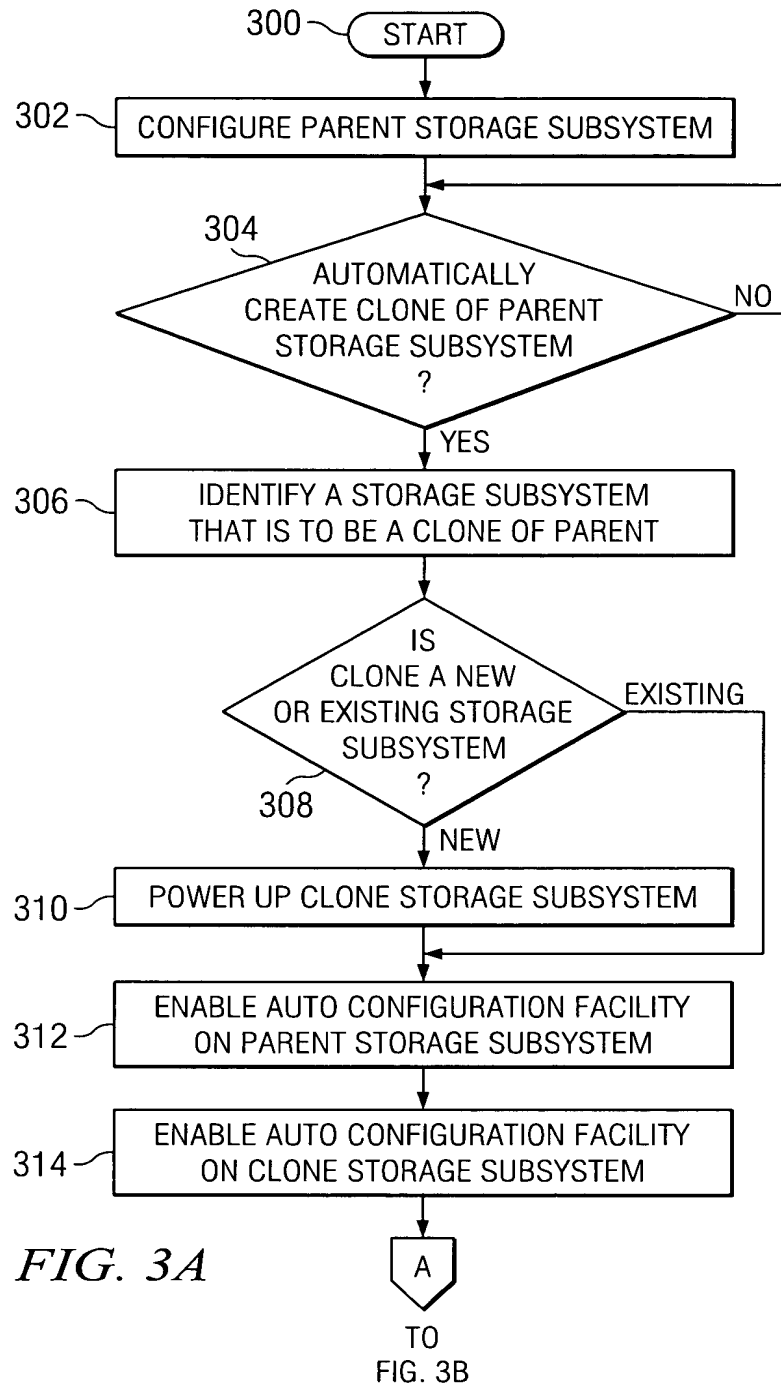 300
START
302
CONFIGURE PARENT STORAGE SUBSYSTEM
304
AUTOMATICALLY
CREATE CLONE OF PARENT
STORAGE SUBSYSTEM
?
NO
YES
306
IDENTIFY A STORAGE SUBSYSTEM
THAT IS TO BE A CLONE OF PARENT
IS
CLONE A NEW
OR EXISTING STORAGE
SUBSYSTEM
?
EXISTING
308
NEW
310
POWER UP CLONE STORAGE SUBSYSTEM
312
ENABLE AUTO CONFIGURATION FACILITY
ON PARENT STORAGE SUBSYSTEM
314
ENABLE AUTO CONFIGURATION FACILITY
ON CLONE STORAGE SUBSYSTEM
FIG. 3A
A
TO
FIG. 3B